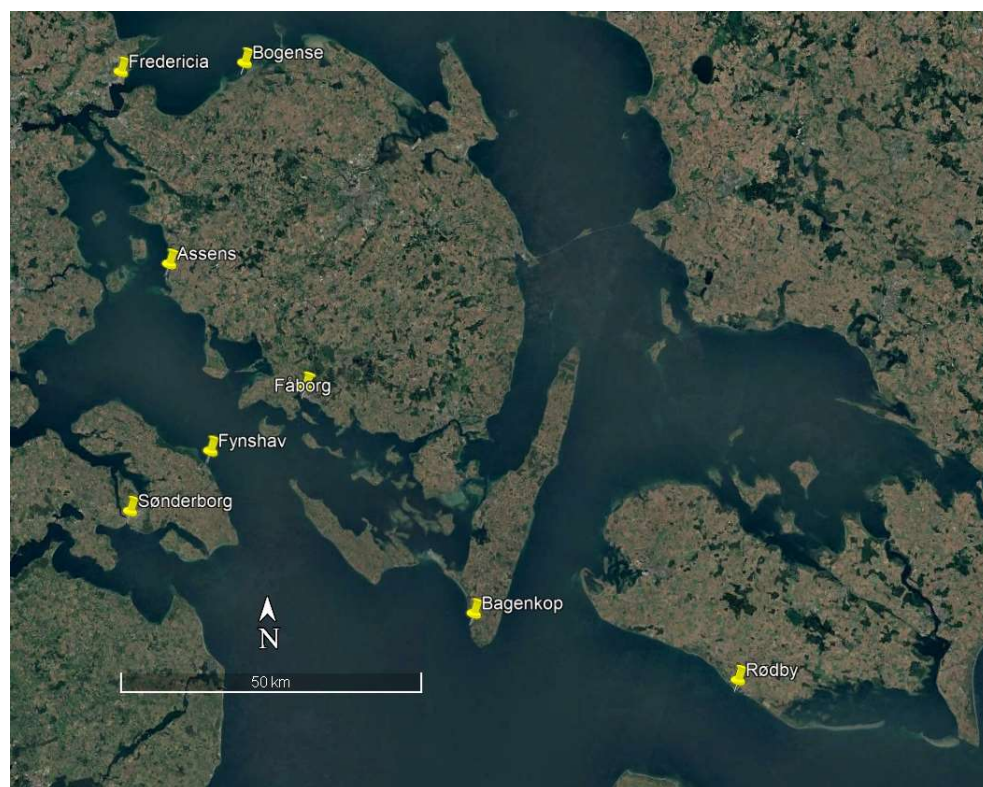 Fredericia
Bogense
Assens
Fåborg
Fynshav
Sønderborg
Bagenkop
N
Rødby
50 km